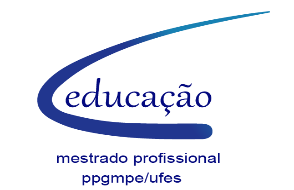 educação
mestrado profissional
ppgmpe/ufes